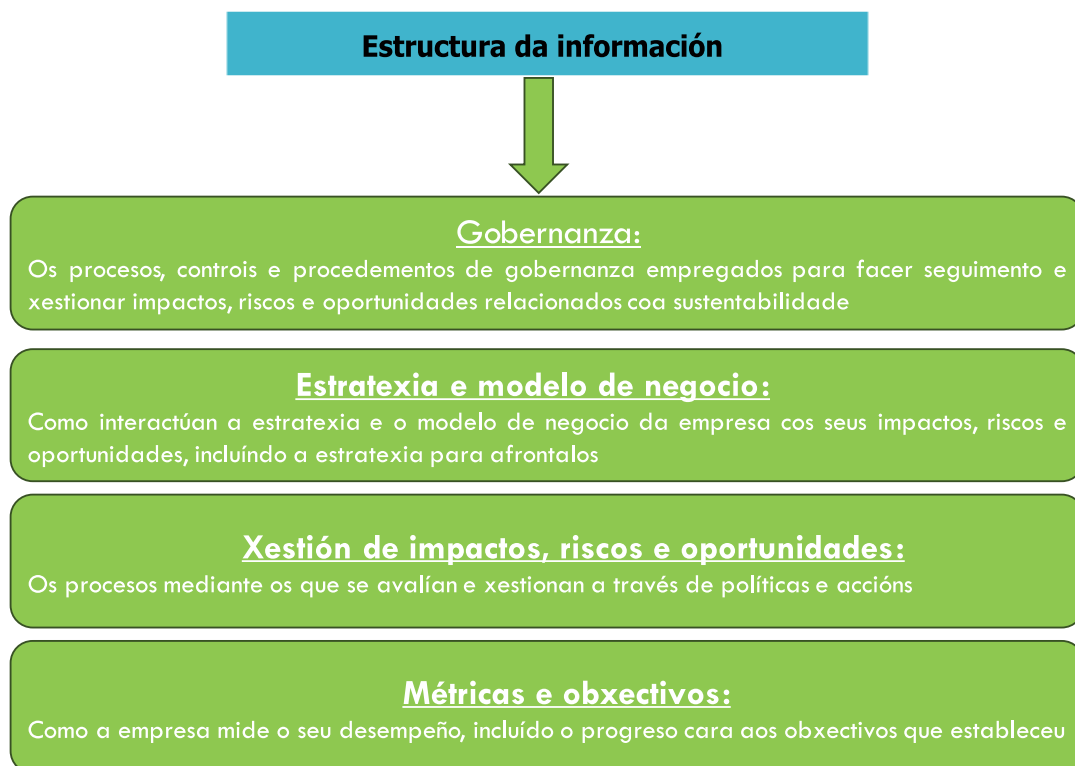 Estructura da información
Gobernanza:
Os procesos, controis e procedementos de gobernanza empregados para facer seguimento e
xestionar impactos, riscos e oportunidades relacionados coa sustentabilidade
Estratexia e modelo de negocio:
Como interactúan a estratexia e o modelo de negocio da empresa cos seus impactos, riscos e
oportunidades, incluíndo a estratexia para afrontalos
Xestión de impactos, riscos e oportunidades:
Os procesos mediante os que se avalían e xestionan a través de políticas e accións
Métricas e obxectivos:
Como a empresa mide o seu desempeño, incluído o progreso cara aos obxectivos que estableceu